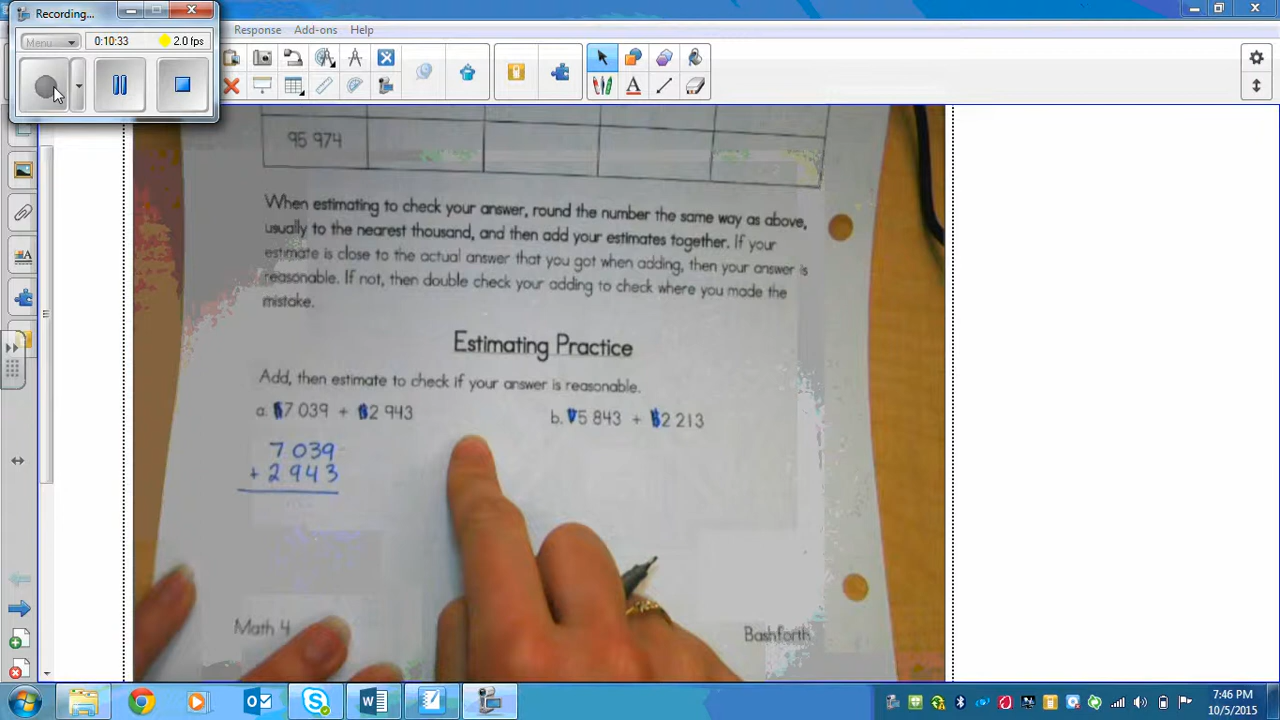 Recording...
Menu
0:10:33
2.0 fps
Response Add-ons Help
95 974
When estimating to check your answer, round the number the same way as above,
usually to the nearest thousand, and then add your estimates together. If your
estimate is close to the actual answer that you got when adding, then your answer is
reasonable. If not, then double check your adding to check where you made the
mistake.
Estimating Practice
Add, then estimate to check if your answer is reasonable.
a. 7 039 + 2 943
b. 5 843 + 2 213
7 039
+ 2 943
Math 4
Bashforth
7:46 PM
10/5/2015